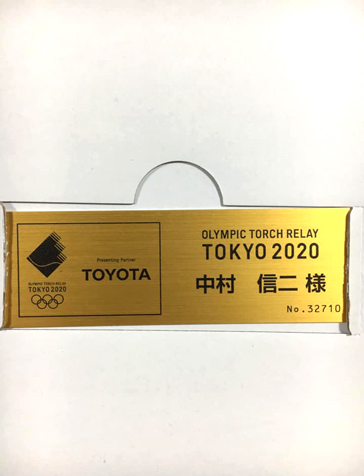 OLYMPIC TORCH RELAY
TOKYO 2020
Presenting Partner
TOYOTA
OLYMPIC TORCH RELAY
TOKYO 2020
中村 信二 様
No.32710